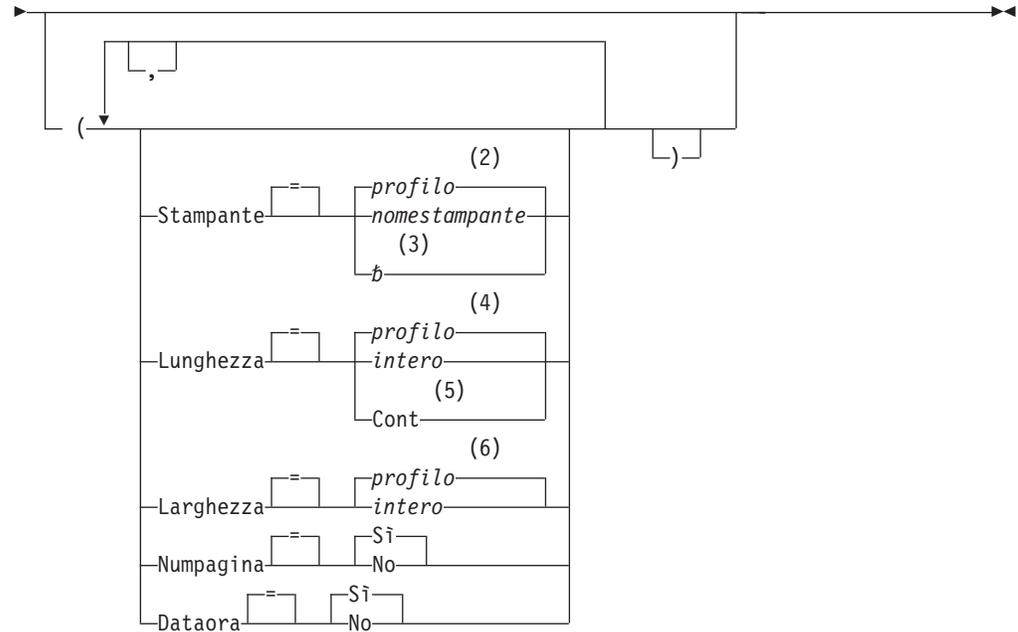 ,
(
)
(2)
=
profilo
Stampante
nomestampante
(3)
ƀ
(4)
=
profilo
Lunghezza
intero
(5)
Cont
(6)
=
profilo
Larghezza
intero
=
Sì
Numpagina
No
=
Sì
Dataora
No